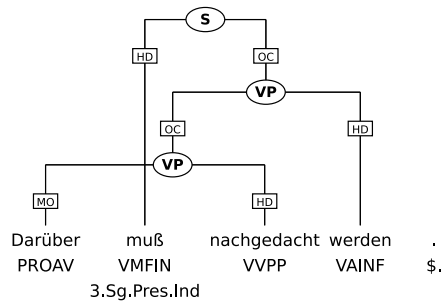 S
HD OC
VP
OC HD
VP
MO HD
Darüber muß nachgedacht werden .
PROAV VMFIN VVPP VAINF $.
3.Sg.Pres.Ind